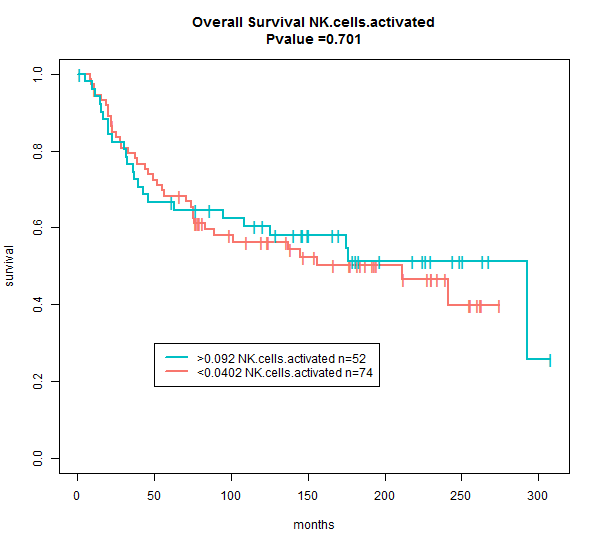 Overall Survival NK.cells.activated
Pvalue =0.701
1.0
0.8
0.6
0.4
0.2
0.0
survival
>0.092 NK.cells.activated n=52
<0.0402 NK.cells.activated n=74
0 50 100 150 200 250 300
months